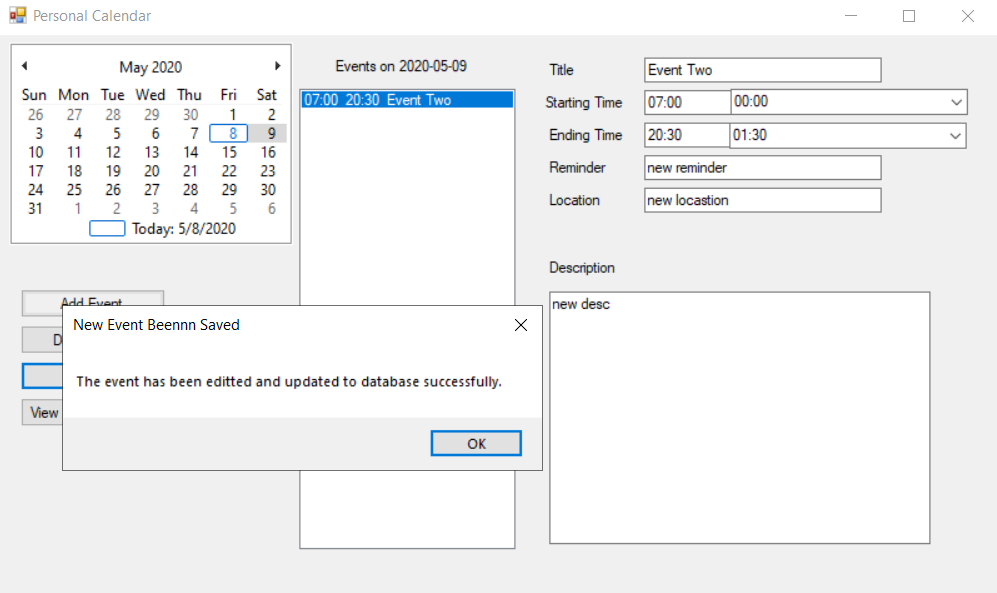 Personal Calendar
May 2020
Sun Mon Tue Wed Thu Fri Sat
26 27 28 29 30 1 2
3 4 5 6 7 8 9
10 11 12 13 14 15 16
17 18 19 20 21 22 23
24 25 26 27 28 29 30
31 1 2 3 4 5 6
Today: 5/8/2020
Events on 2020-05-09
07:00 20:30 Event Two
Title Event Two
Starting Time 07:00 00:00
Ending Time 20:30 01:30
Reminder new reminder
Location new locastion
Description
new desc
Add Event
D
View
New Event Beennn Saved
The event has been editted and updated to database successfully.
OK